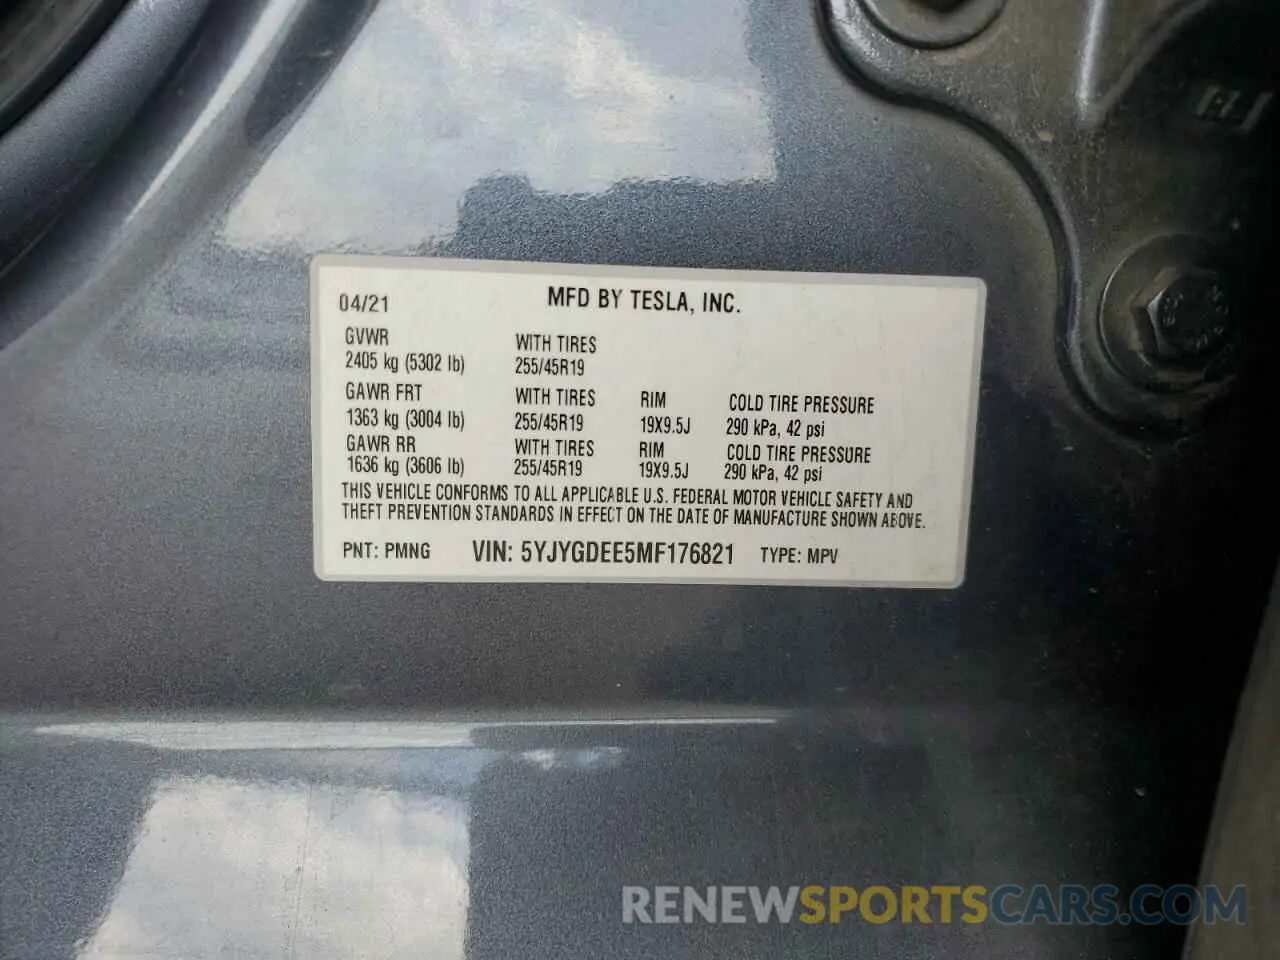 04/21 MFD BY TESLA, INC.
GVWR WITH TIRES
2405 kg (5302 lb) 255/45R19
GAWR FRT WITH TIRES RIM COLD TIRE PRESSURE
1363 kg (3004 lb) 255/45R19 19X9.5J 290 kPa, 42 psi
GAWR RR WITH TIRES RIM COLD TIRE PRESSURE
1636 kg (3606 lb) 255/45R19 19X9.5J 290 kPa, 42 psi
THIS VEHICLE CONFORMS TO ALL APPLICABLE U.S. FEDERAL MOTOR VEHICLE SAFETY AND
THEFT PREVENTION STANDARDS IN EFFECT ON THE DATE OF MANUFACTURE SHOWN ABOVE.
PNT: PMNG VIN: 5YJYGDEE5MF176821 TYPE: MPV
RENEWSPORTSCARS.COM